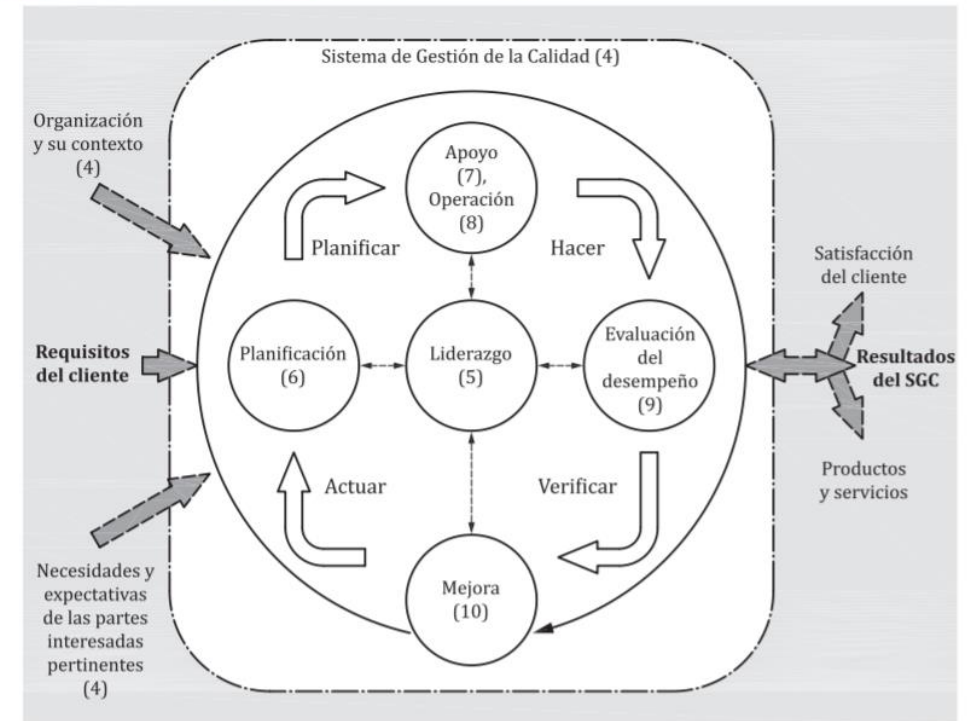 Sistema de Gestión de la Calidad (4)
Organización
y su contexto
(4)
Apoyo
(7),
Operación
(8)
Planificar
Hacer
Satisfacción
del cliente
Requisitos
del cliente
Planificación
(6)
Liderazgo
(5)
Evaluación
del
desempeño
(9)
Resultados
del SGC
Actuar
Verificar
Productos
y servicios
Necesidades y
expectativas
de las partes
interesadas
pertinentes
(4)
Mejora
(10)